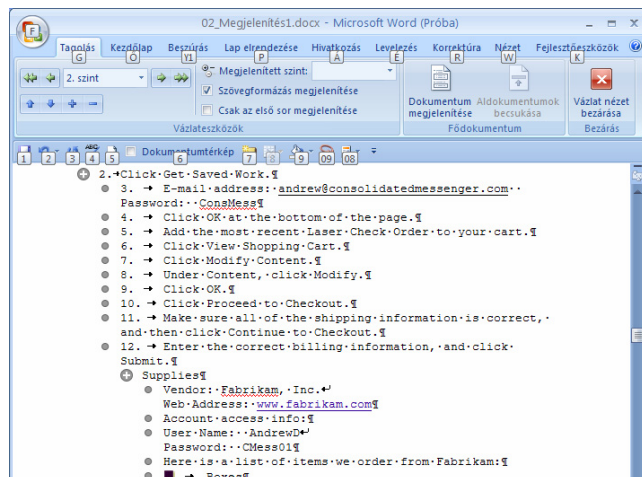 02_Megjelenítés1.docx - Microsoft Word (Próba)
F
Tagolás Kezdőlap Beszúrás Lap elrendezése Hivatkozás Levelezés Korrektúra Nézet Fejlesztőeszközök
G O Y1 P A É R W K
2. szint
Megjelenített szint:
Szövegformázás megjelenítése
Csak az első sor megjelenítése
Vázlateszközök
Dokumentum megjelenítése
Aldokumentumok becsukása
Fődokumentum
Vázlat nézet bezárása
Bezárás
Dokumentumtérkép
1 2 3 4 5 6 7 8 9 09 08
2.→Click·Get·Saved·Work.¶
3. → E-mail·address:·andrew@consolidatedmessenger.com··
Password:··ConsMess¶
4. → Click·OK·at·the·bottom·of·the·page.¶
5. → Add·the·most·recent·Laser·Check·Order·to·your·cart.¶
6. → Click·View·Shopping·Cart.¶
7. → Click·Modify·Content.¶
8. → Under·Content,·click·Modify.¶
9. → Click·OK.¶
10. → Click·Proceed·to·Checkout.¶
11. → Make·sure·all·of·the·shipping·information·is·correct,·
and·then·click·Continue·to·Checkout.¶
12. → Enter·the·correct·billing·information,·and·click·
Submit.¶
Supplies¶
Vendor:·Fabrikam,·Inc.↵
Web·Address:·www.fabrikam.com¶
Account·access·info:¶
User·Name:··AndrewD↵
Password:··CMess01¶
Here·is·a·list·of·items·we·order·from·Fabrikam:¶
→ Boxes¶